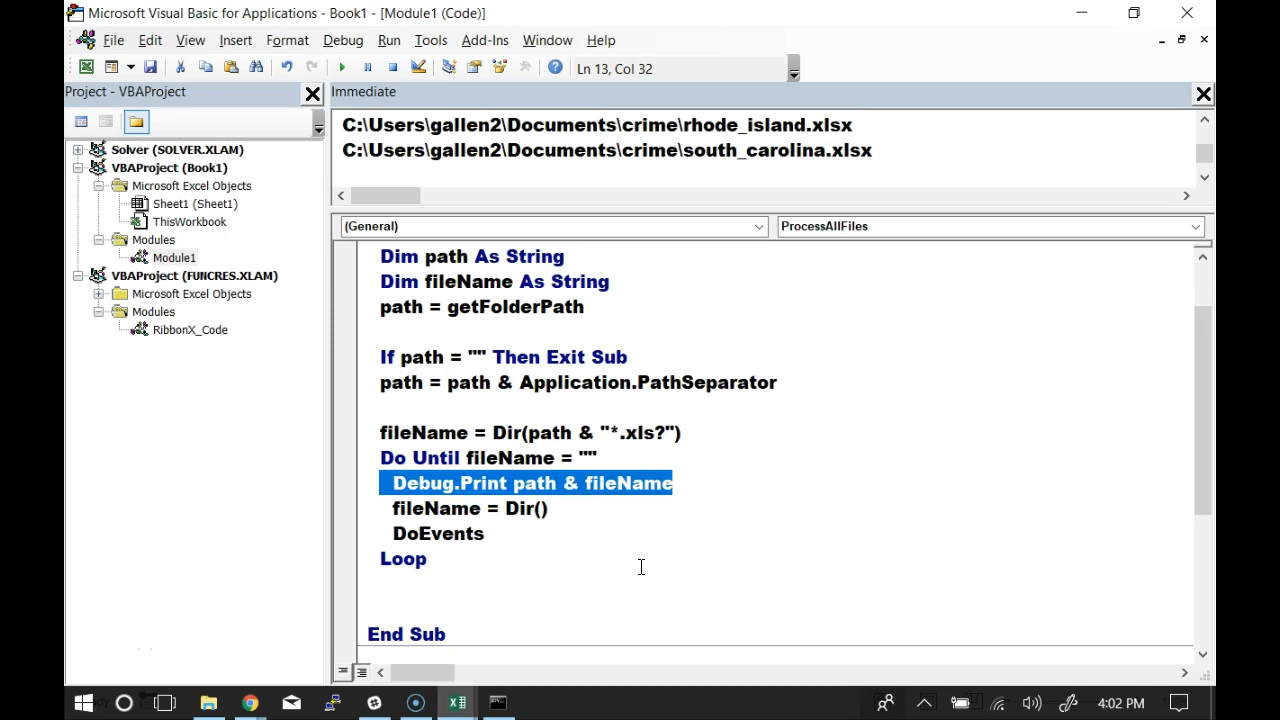 Microsoft Visual Basic for Applications - Book1 - [Module1 (Code)]
File Edit View Insert Format Debug Run Tools Add-Ins Window Help
Ln 13, Col 32
Project - VBAProject
Immediate
Solver (SOLVER.XLAM)
VBAProject (Book1)
Microsoft Excel Objects
Sheet1 (Sheet1)
ThisWorkbook
Modules
Module1
VBAProject (FUNCRES.XLAM)
Microsoft Excel Objects
Modules
RibbonX_Code
C:\Users\gallen2\Documents\crime\rhode_island.xlsx
C:\Users\gallen2\Documents\crime\south_carolina.xlsx
(General) ProcessAllFiles
Dim path As String
Dim fileName As String
path = getFolderPath
If path = "" Then Exit Sub
path = path & Application.PathSeparator
fileName = Dir(path & "*.xls?")
Do Until fileName = ""
Debug.Print path & fileName
fileName = Dir()
DoEvents
Loop
End Sub
4:02 PM